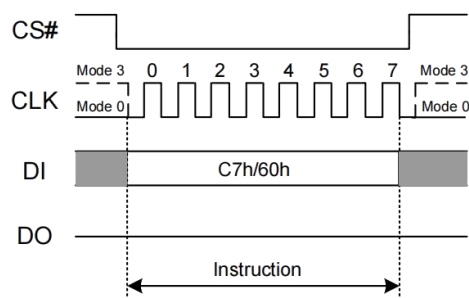 CS#
Mode 3 0 1 2 3 4 5 6 7 Mode 3
CLK
Mode 0 Mode 0
DI C7h/60h
DO
Instruction